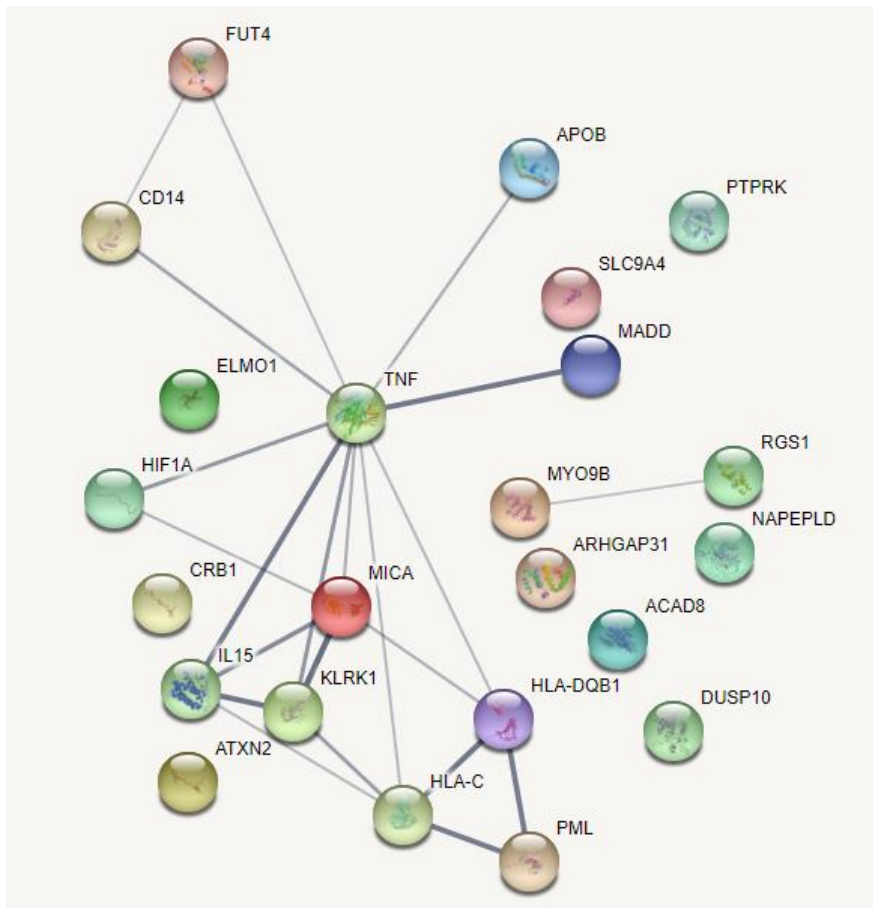 FUT4
APOB
CD14
PTPRK
SLC9A4
MADD
ELMO1
TNF
RGS1
HIF1A
MYO9B
NAPEPLD
ARHGAP31
CRB1
MICA
ACAD8
IL15
KLRK1
HLA-DQB1
DUSP10
ATXN2
HLA-C
PML